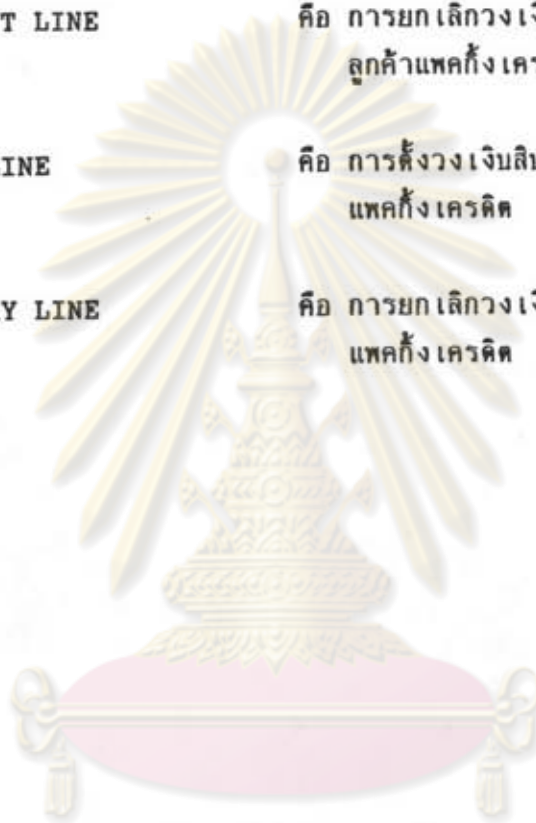 T LINE คือ การยกเลิกวงเงิ
ลูกค้าแพคกิ้งเคร
INE คือ การตั้งวงเงินสิน
แพคกิ้งเครดิต
Y LINE คือ การยกเลิกวงเงิ
แพคกิ้งเครดิต